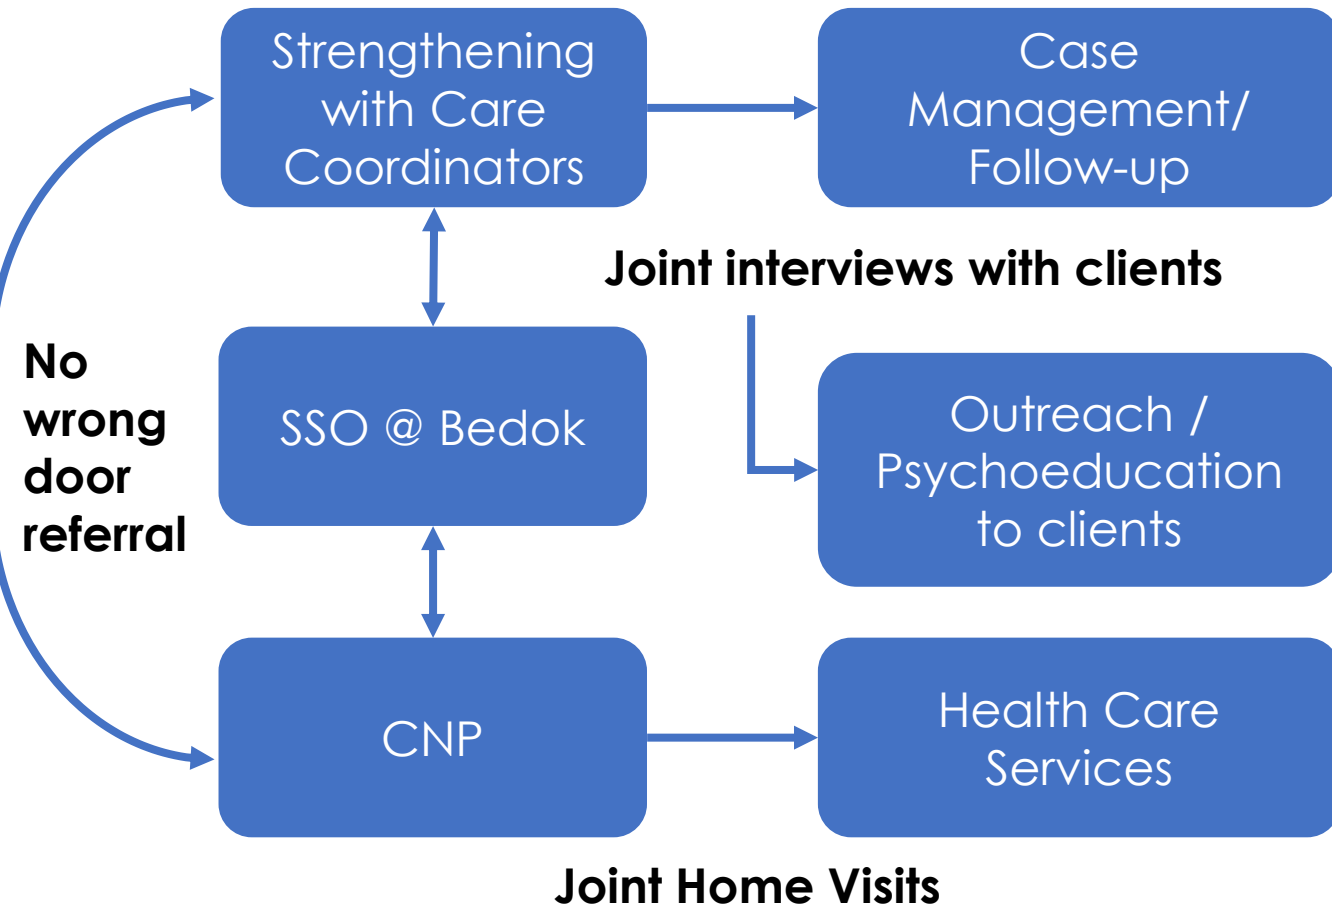 Strengthening
with Care
Coordinators
Case
Management/
Follow-up
Joint interviews with clients
No
wrong
door
referral
SSO @ Bedok
Outreach /
Psychoeducation
to clients
CNP
Health Care
Services
Joint Home Visits